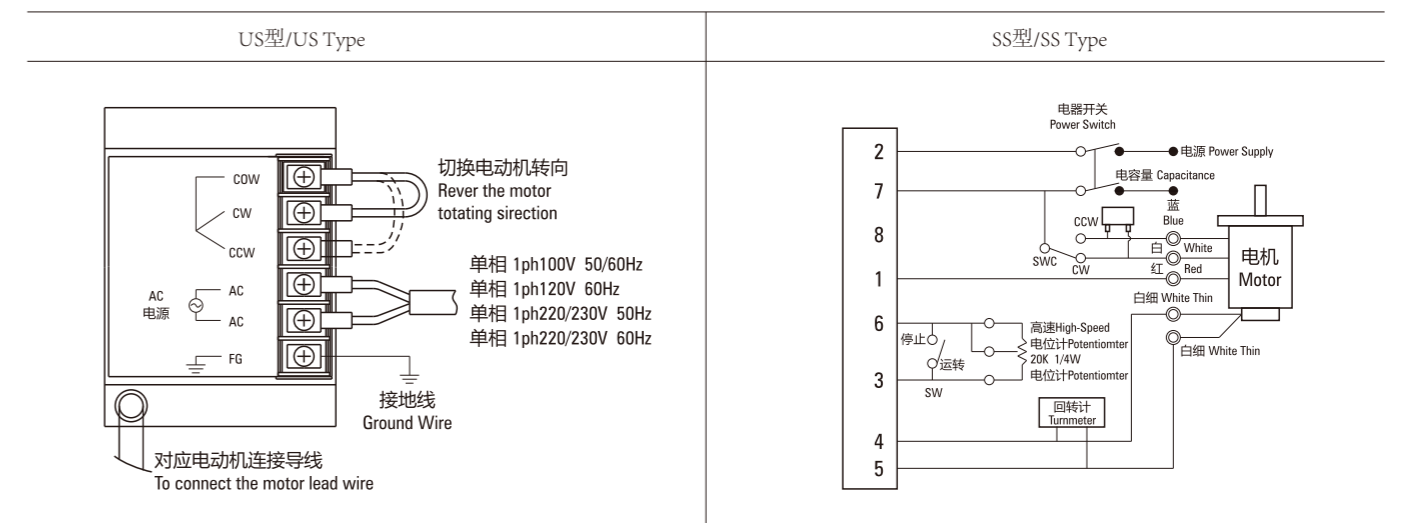 US型/US Type
COW
CW
CCW
AC
AC
AC
电源
FG
切换电动机转向
Rever the motor
totating sirection
单相 1ph100V 50/60Hz
单相 1ph120V 60Hz
单相 1ph220/230V 50Hz
单相 1ph220/230V 60Hz
接地线
Ground Wire
对应电动机连接导线
To connect the motor lead wire
SS型/SS Type
电器开关
Power Switch
2
电源 Power Supply
7
电容量 Capacitance
蓝
Blue
8
CCW
白 White
SWC
CW
1
红 Red
电机
Motor
白细 White Thin
6
高速High-Speed
停止
电位计Potentiomter
20K 1/4W
运转
电位计Potentiomter
3
SW
白细 White Thin
回转计
Turnmeter
4
5